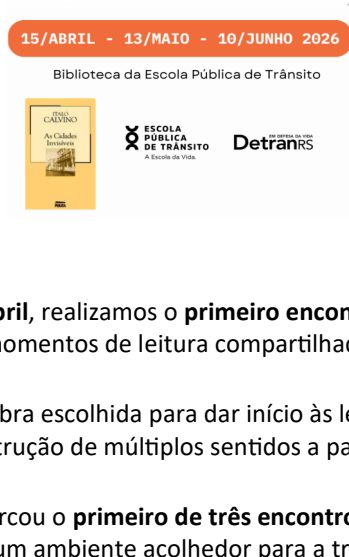 15/ABRIL - 13/MAIO - 10/JUNHO 2026
Biblioteca da Escola Pública de Trânsito
ITALO
CALVINO
As Cidades
Invisíveis
ESCOLA
PÚBLICA
DE TRÂNSITO
A Escola da Vida.
EM DEFESA DA VIDA
DetranRS
bril, realizamos o primeiro encon
momentos de leitura compartilhad
bra escolhida para dar início às le
trução de múltiplos sentidos a pa
rcou o primeiro de três encontro
um ambiente acolhedor para a tr